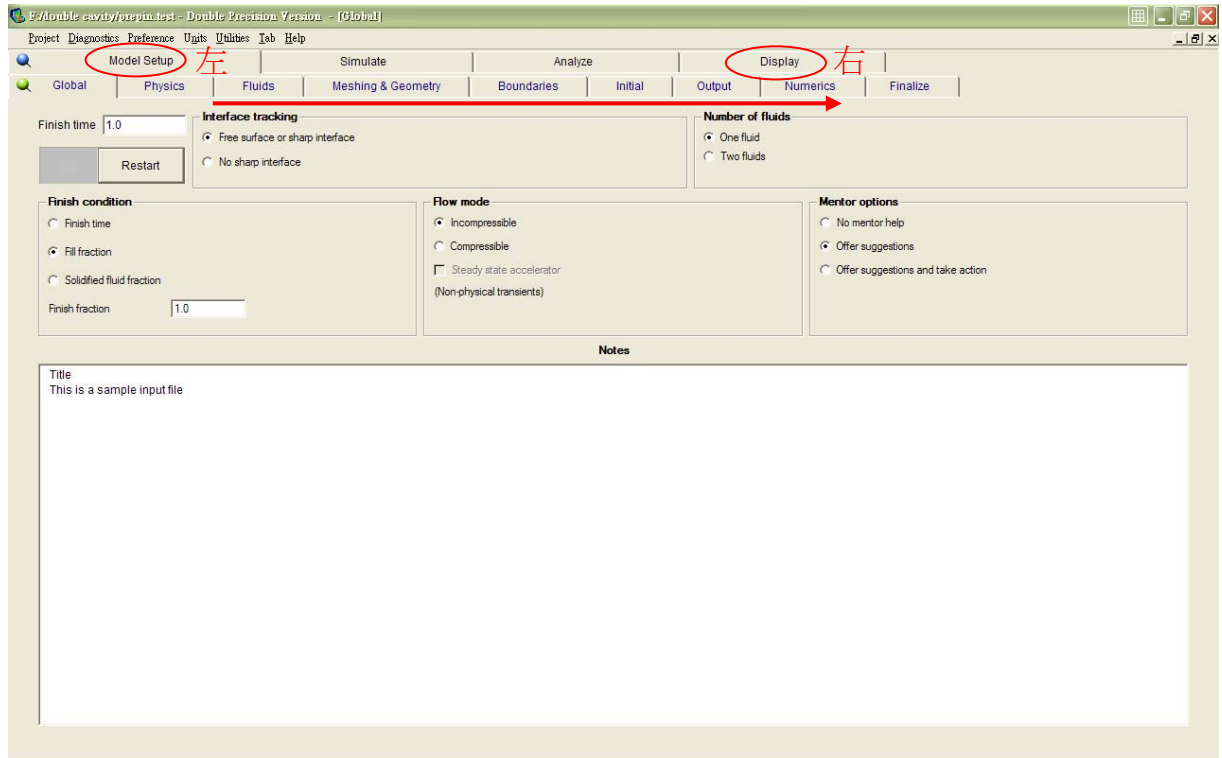 F:/double cavity/prepin.test - Double Precision Version - [Global]
Project Diagnostics Preference Units Utilities Tab Help
Model Setup 左 Simulate Analyze Display 右
Global Physics Fluids Meshing & Geometry Boundaries Initial Output Numerics Finalize
Finish time 1.0
Restart
Interface tracking
Free surface or sharp interface
No sharp interface
Number of fluids
One fluid
Two fluids
Finish condition
Finish time
Fill fraction
Solidified fluid fraction
Finish fraction 1.0
Flow mode
Incompressible
Compressible
Steady state accelerator
(Non-physical transients)
Mentor options
No mentor help
Offer suggestions
Offer suggestions and take action
Notes
Title
This is a sample input file